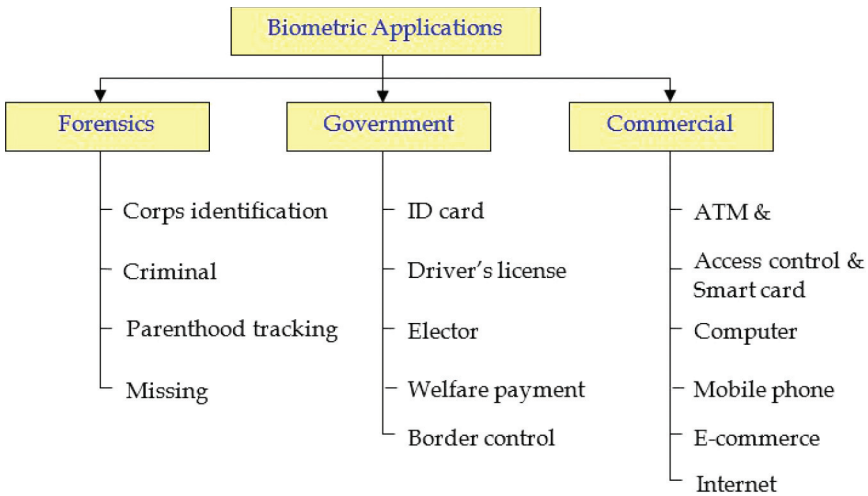 Biometric Applications
Forensics
Corps identification
Criminal
Parenthood tracking
Missing
Government
ID card
Driver’s license
Elector
Welfare payment
Border control
Commercial
ATM &
Access control &
Smart card
Computer
Mobile phone
E-commerce
Internet